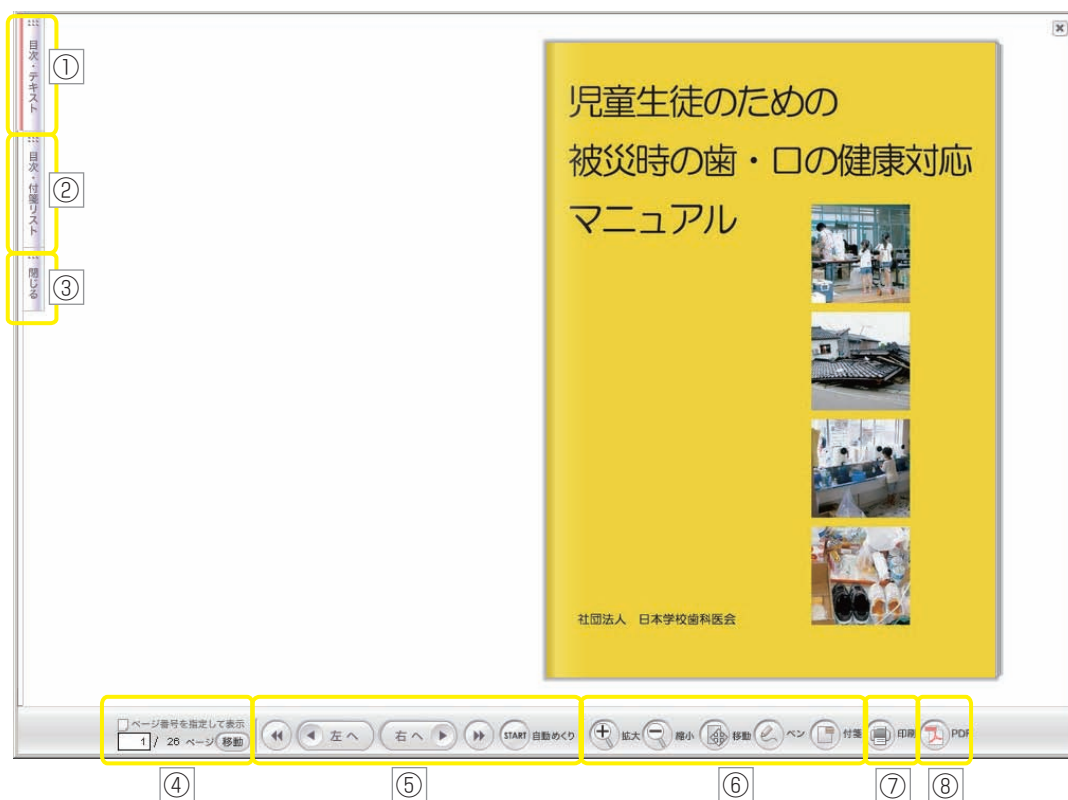 目次・テキスト
①
目次・付箋リスト
②
閉じる
③
児童生徒のための
被災時の歯・口の健康対応
マニュアル
社団法人 日本学校歯科医会
ページ番号を指定して表示
1 / 26 ページ 移動
左へ
右へ
START 自動めくり
拡大
縮小
移動
ペン
付箋
印刷
PDF
④
⑤
⑥
⑦
⑧